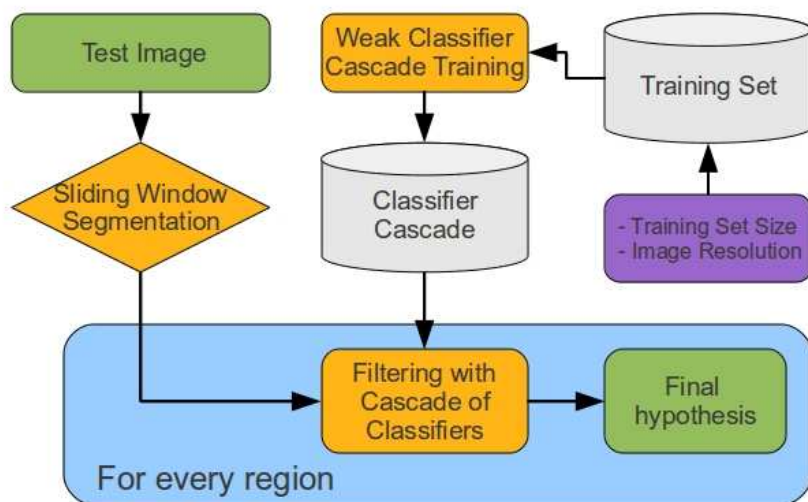 Test Image
Weak Classifier
Cascade Training
Training Set
Sliding Window
Segmentation
Classifier
Cascade
- Training Set Size
- Image Resolution
Filtering with
Cascade of
Classifiers
Final
hypothesis
For every region